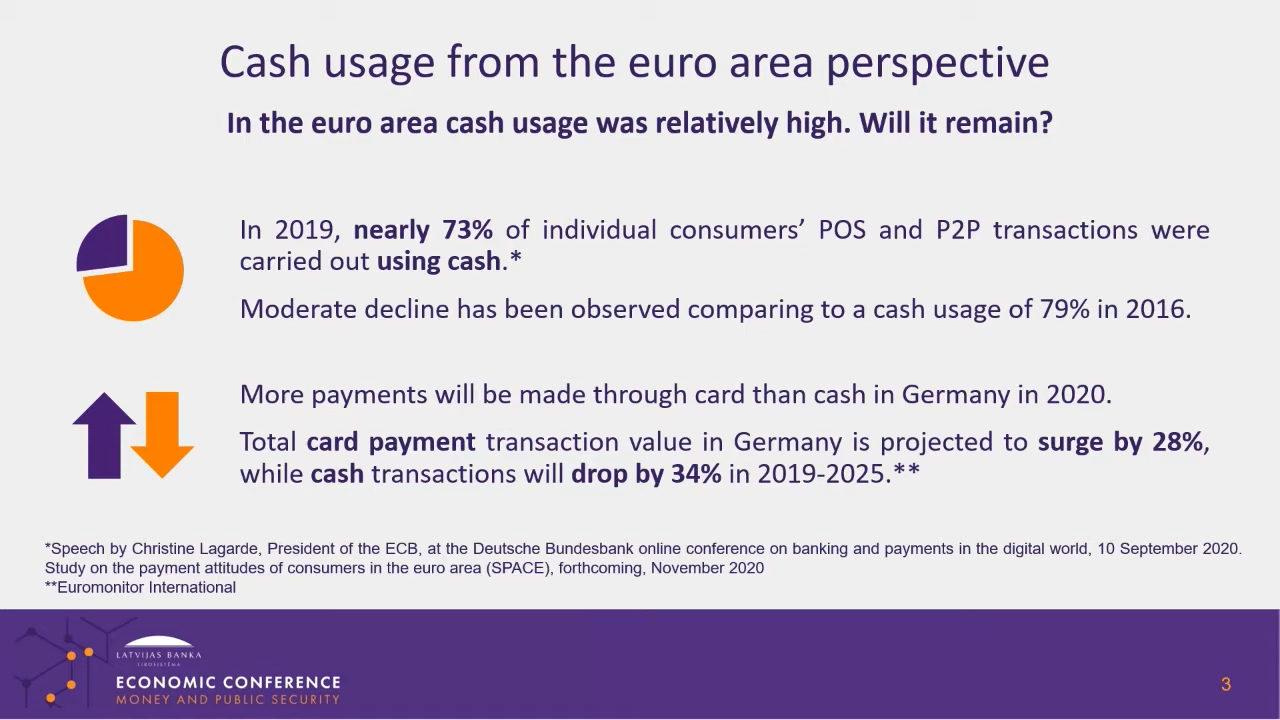 Cash usage from the euro area perspective
In the euro area cash usage was relatively high. Will it remain?
In 2019, nearly 73% of individual consumers’ POS and P2P transactions were
carried out using cash.*
Moderate decline has been observed comparing to a cash usage of 79% in 2016.
More payments will be made through card than cash in Germany in 2020.
Total card payment transaction value in Germany is projected to surge by 28%,
while cash transactions will drop by 34% in 2019-2025.**
*Speech by Christine Lagarde, President of the ECB, at the Deutsche Bundesbank online conference on banking and payments in the digital world, 10 September 2020.
Study on the payment attitudes of consumers in the euro area (SPACE), forthcoming, November 2020
**Euromonitor International
LATVIJAS BANKA
EIROSISTĒMA
ECONOMIC CONFERENCE
MONEY AND PUBLIC SECURITY
3